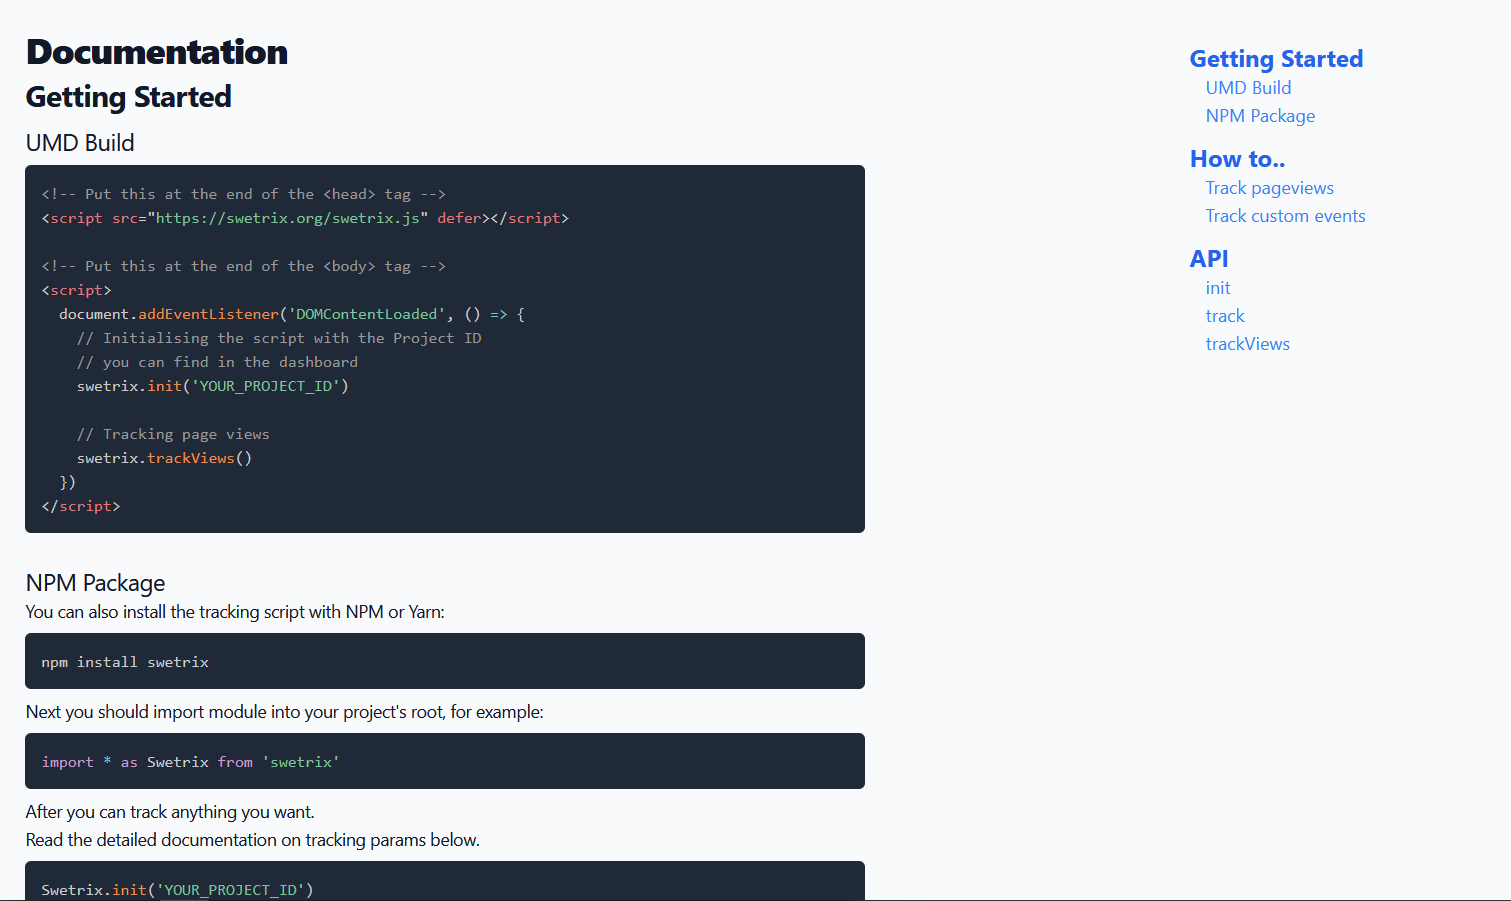 Documentation
Getting Started
UMD Build
<!-- Put this at the end of the <head> tag -->
<script src="https://swetrix.org/swetrix.js" defer></script>
<!-- Put this at the end of the <body> tag -->
<script>
document.addEventListener('DOMContentLoaded', () => {
// Initialising the script with the Project ID
// you can find in the dashboard
swetrix.init('YOUR_PROJECT_ID')
// Tracking page views
swetrix.trackViews()
})
</script>
NPM Package
You can also install the tracking script with NPM or Yarn:
npm install swetrix
Next you should import module into your project's root, for example:
import * as Swetrix from 'swetrix'
After you can track anything you want.
Read the detailed documentation on tracking params below.
Swetrix.init('YOUR_PROJECT_ID')
Getting Started
UMD Build
NPM Package
How to..
Track pageviews
Track custom events
API
init
track
trackViews